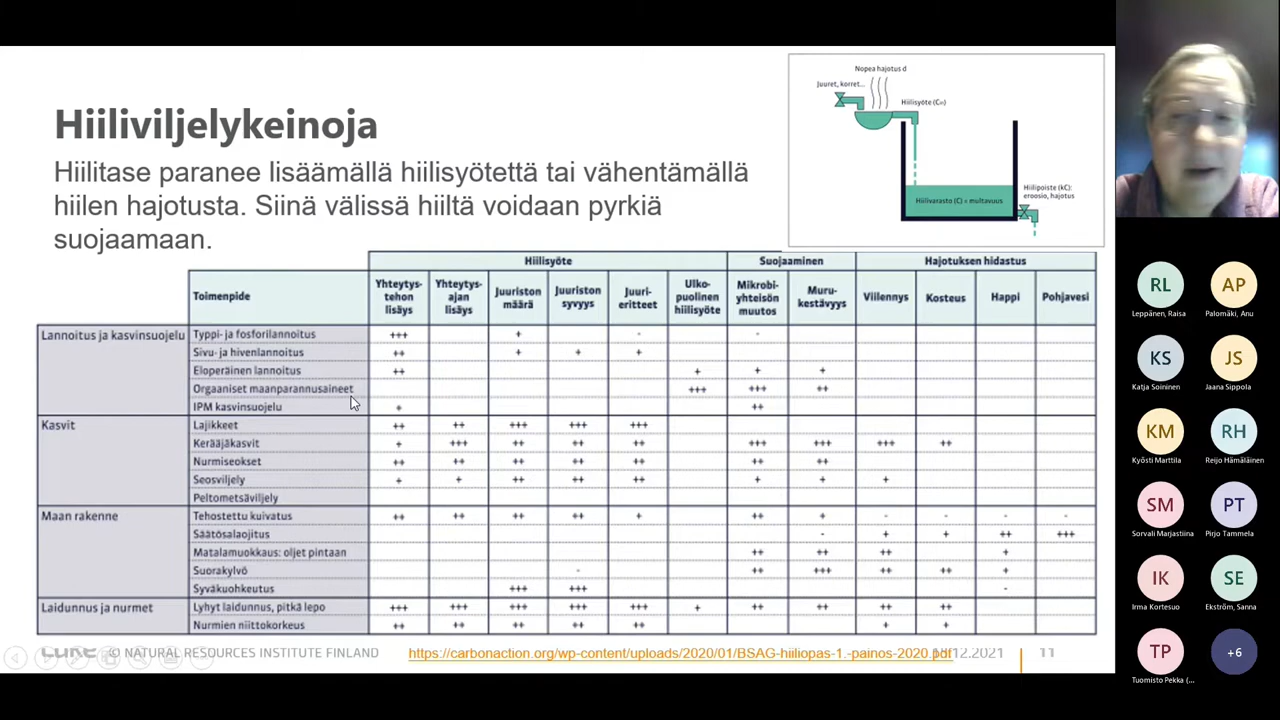 Hiiliviljelykeinoja
Hiilitase paranee lisäämällä hiilisyötettä tai vähentämällä
hiilen hajotusta. Siinä välissä hiiltä voidaan pyrkiä
suojaamaan.
Nopea hajotus d
Juuret, korret...
Hiilisyöte (C
Hiilipoiste (kC):
eroosio, hajotus
Hiilivarasto (C) = multavuus
Hiilisyöte Suojaaminen Hajotuksen hidastus
Toimenpide Yhteytys-tehon lisäys Yhteytys-ajan lisäys Juuriston määrä Juuriston syvyys Juuri-eritteet Ulko-puolinen hiilisyöte Mikrobi-yhteisön muutos Muru-kestävyys Viilennys Kosteus Happi Pohjavesi
Lannoitus ja kasvinsuojelu Typpi- ja fosforilannoitus +++ + - -
Sivu- ja hivenlannoitus ++ + + +
Eloperäinen lannoitus ++ + + +
Orgaaniset maanparannusaineet +++ +++ ++
IPM kasvinsuojelu + ++
Kasvit Lajikkeet ++ ++ +++ +++ +++
Kerääjäkasvit + +++ ++ ++ ++ +++ +++ +++ ++
Nurmiseokset ++ ++ ++ ++ ++ ++ ++
Seosviljely + + ++ ++ ++ + + +
Peltometsäviljely
Maan rakenne Tehostettu kuivatus ++ ++ ++ ++ + ++ + - - - -
Säätösalaojitus - + + ++ +++
Matalamuokkaus: oljet pintaan ++ ++ ++ +
Suorakylvö - ++ +++ ++ ++ +
Syväkuohkeutus +++ +++ -
Laidunnus ja nurmet Lyhyt laidunnus, pitkä lepo +++ +++ +++ +++ +++ + ++ ++ ++ ++
Nurmien niittokorkeus ++ ++ ++ ++ ++ + +
LUKE © NATURAL RESOURCES INSTITUTE FINLAND
https://carbonaction.org/wp-content/uploads/2020/01/BSAG-hiiliopas-1.-painos-2020.pdf
.12.2021
11
RL
Leppänen, Raisa
AP
Palomäki, Anu
KS
Katja Soininen
JS
Jaana Sippola
KM
Kyösti Marttila
RH
Reijo Hämäläinen
SM
Sorvali Marjastiina
PT
Pirjo Tammela
IK
Irma Kortesuo
SE
Ekström, Sanna
TP
Tuomisto Pekka (...
+6